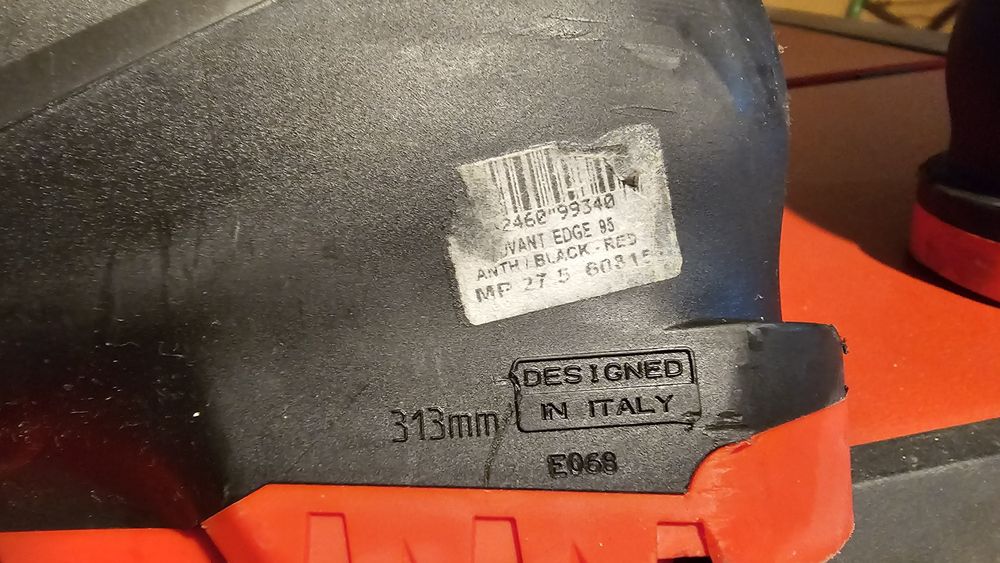 2460"99340
VANT EDGE 95
ANTH / BLACK - RED
MP 27 5 60815
DESIGNED
313mm IN ITALY
E068